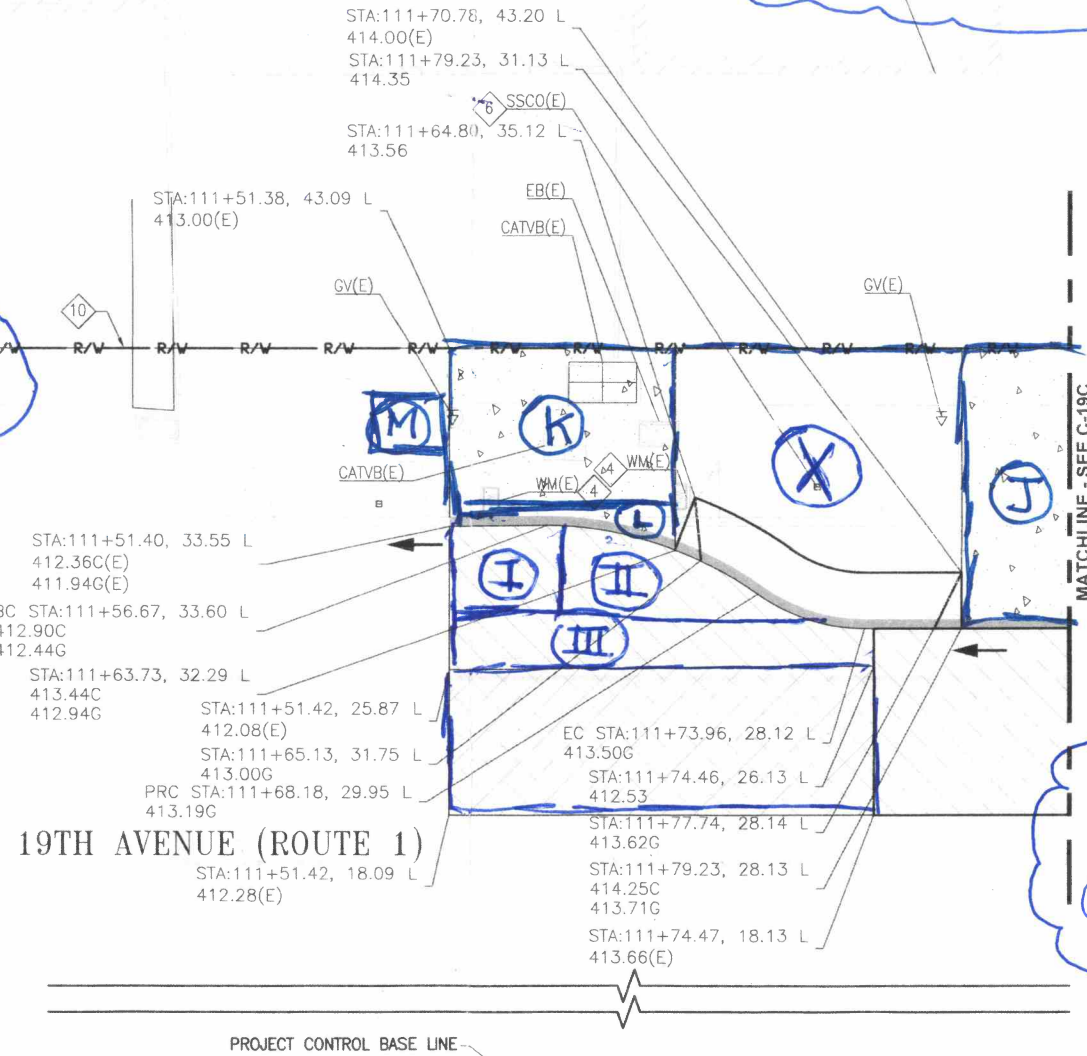 STA:111+70.78, 43.20 L
414.00(E)
STA:111+79.23, 31.13 L
414.35
6 SSCO(E)
STA:111+64.80, 35.12 L
413.56
EB(E)
STA:111+51.38, 43.09 L
413.00(E)
CATVB(E)
GV(E)
GV(E)
10
R/W R/W R/W R/W R/W R/W R/W R/W R/W R/W R/W R/W R/W
M
K
X
J
CATVB(E)
WM(E)
4
WM(E)
4
L
MATCHLINE - SEE C-19C
STA:111+51.40, 33.55 L
412.36C(E)
411.94G(E)
I
II
BC STA:111+56.67, 33.60 L
412.90C
412.44G
III
STA:111+63.73, 32.29 L
413.44C
412.94G
STA:111+51.42, 25.87 L
412.08(E)
STA:111+65.13, 31.75 L
413.00G
PRC STA:111+68.18, 29.95 L
413.19G
EC STA:111+73.96, 28.12 L
413.50G
STA:111+74.46, 26.13 L
412.53
STA:111+77.74, 28.14 L
413.62G
19TH AVENUE (ROUTE 1)
STA:111+51.42, 18.09 L
412.28(E)
STA:111+79.23, 28.13 L
414.25C
413.71G
STA:111+74.47, 18.13 L
413.66(E)
PROJECT CONTROL BASE LINE